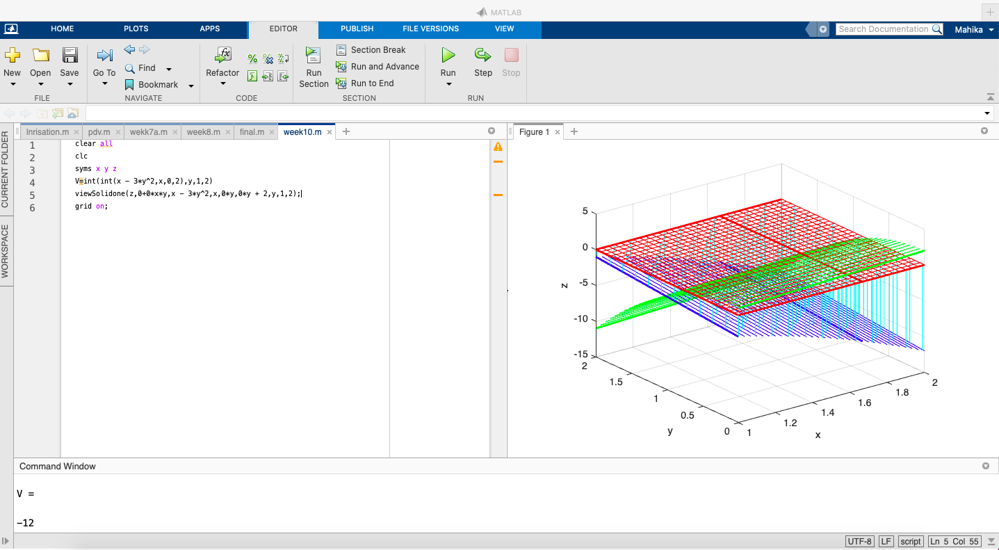 MATLAB
HOME PLOTS APPS EDITOR PUBLISH FILE VERSIONS VIEW Search Documentation Mahika
New Open Save Go To Find Bookmark Refactor Run Section Section Break Run and Advance Run to End Run Step Stop
FILE NAVIGATE CODE SECTION RUN
CURRENT FOLDER
WORKSPACE
Inrisation.m × pdv.m × wekk7a.m × week8.m × final.m × week10.m × +
1 clear all
2 clc
3 syms x y z
4 V=int(int(x - 3*y^2,x,0,2),y,1,2)
5 viewSolidone(z,0+0*x*y,x - 3*y^2,x,0*y,0*y + 2,y,1,2);
6 grid on;
Figure 1 × +
5
0
-5
-10
-15
z
2
1.5
1
0.5
0
y
1
1.2
1.4
1.6
1.8
2
x
Command Window
V =
-12
UTF-8 LF script Ln 5 Col 55